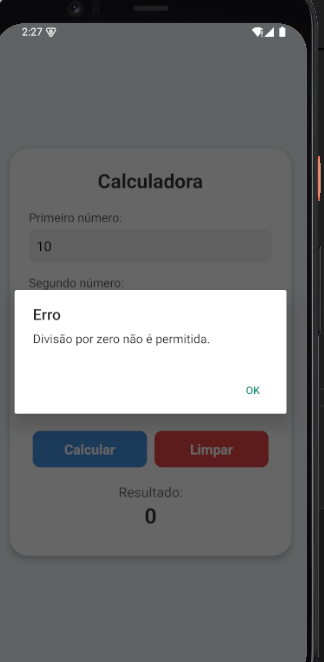 2:27
Calculadora
Primeiro número:
10
Segundo número:
Erro
Divisão por zero não é permitida.
OK
Calcular Limpar
Resultado:
0